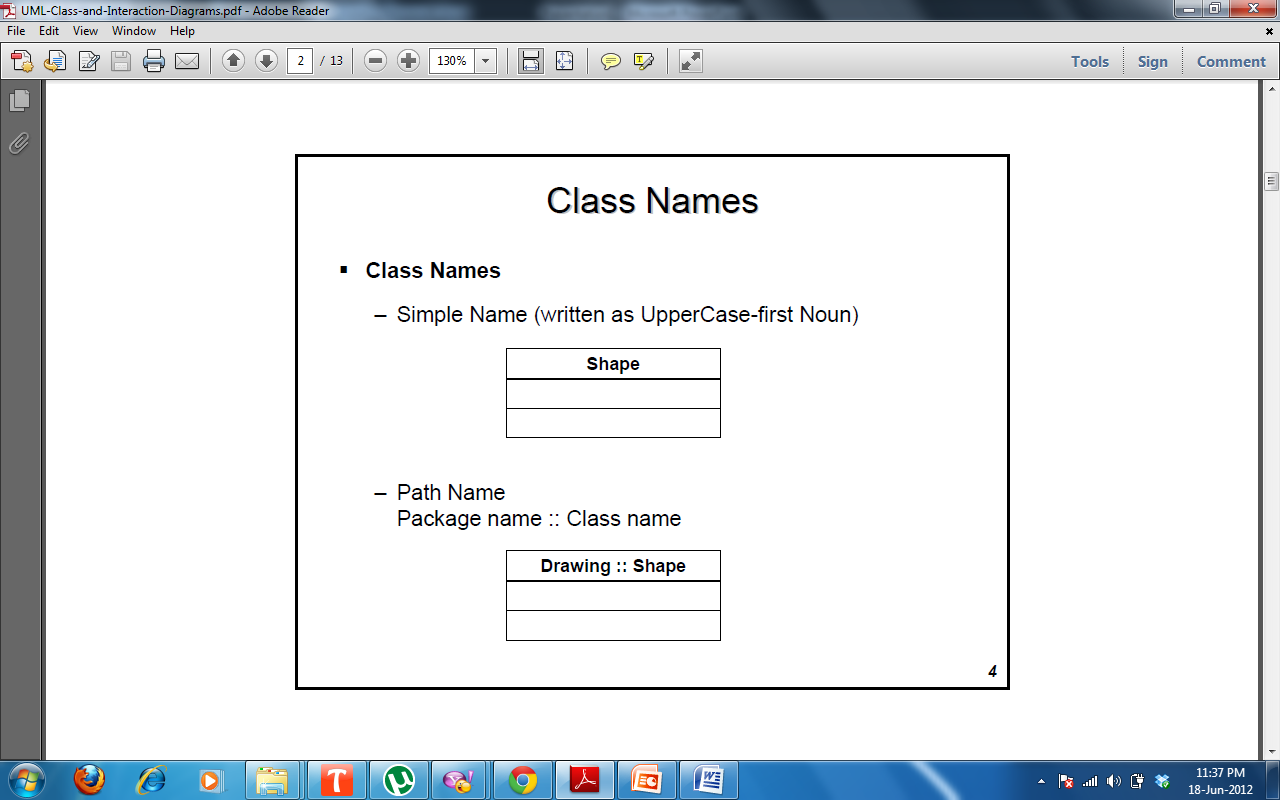 UML-Class-and-Interaction-Diagrams.pdf - Adobe Reader
File Edit View Window Help
2 / 13 130% Tools Sign Comment
Class Names
Class Names
– Simple Name (written as UpperCase-first Noun)
Shape
– Path Name
Package name :: Class name
Drawing :: Shape
4
11:37 PM
18-Jun-2012